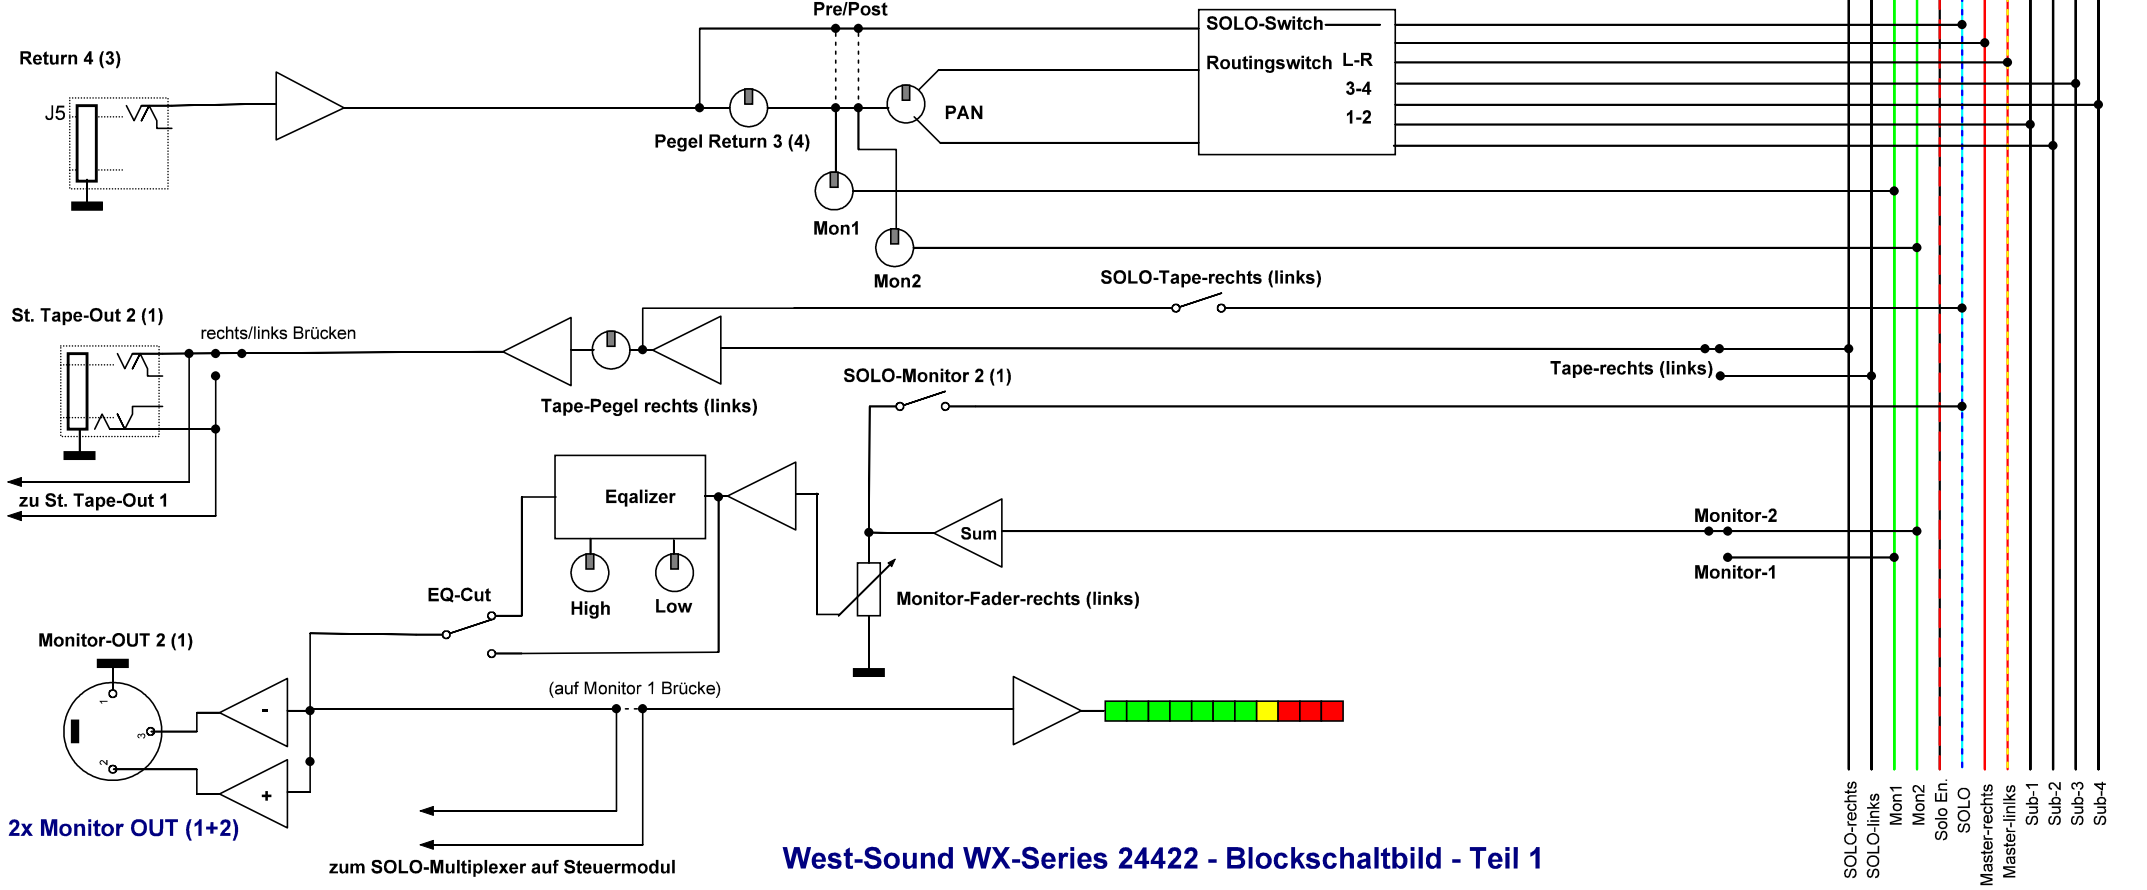 Pre/Post
SOLO-Switch
Return 4 (3)
Routingswitch L-R
3-4
J5
PAN
1-2
Pegel Return 3 (4)
Mon1
Mon2
SOLO-Tape-rechts (links)
St. Tape-Out 2 (1)
rechts/links Brücken
Tape-rechts (links)
SOLO-Monitor 2 (1)
Tape-Pegel rechts (links)
zu St. Tape-Out 1
Eqalizer
Monitor-2
Sum
Monitor-1
EQ-Cut
High
Low
Monitor-Fader-rechts (links)
Monitor-OUT 2 (1)
(auf Monitor 1 Brücke)
1
3
2
-
+
2x Monitor OUT (1+2)
zum SOLO-Multiplexer auf Steuermodul
West-Sound WX-Series 24422 - Blockschaltbild - Teil 1
SOLO-rechts
SOLO-links
Mon1
Mon2
Solo En.
SOLO
Master-rechts
Master-liniks
Sub-1
Sub-2
Sub-3
Sub-4